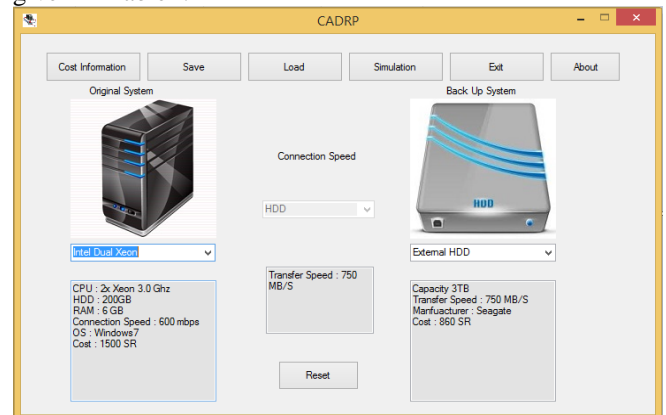 CADRP
Cost Information
Save
Load
Simulation
Exit
About
Original System
Back Up System
Connection Speed
HDD
HDD
Intel Dual Xeon
External HDD
CPU : 2x Xeon 3.0 Ghz
HDD : 200GB
RAM : 6 GB
Connection Speed : 600 mbps
OS : Windows7
Cost : 1500 SR
Transfer Speed : 750
MB/S
Capacity 3TB
Transfer Speed : 750 MB/S
Manfuacturer : Seagate
Cost : 860 SR
Reset